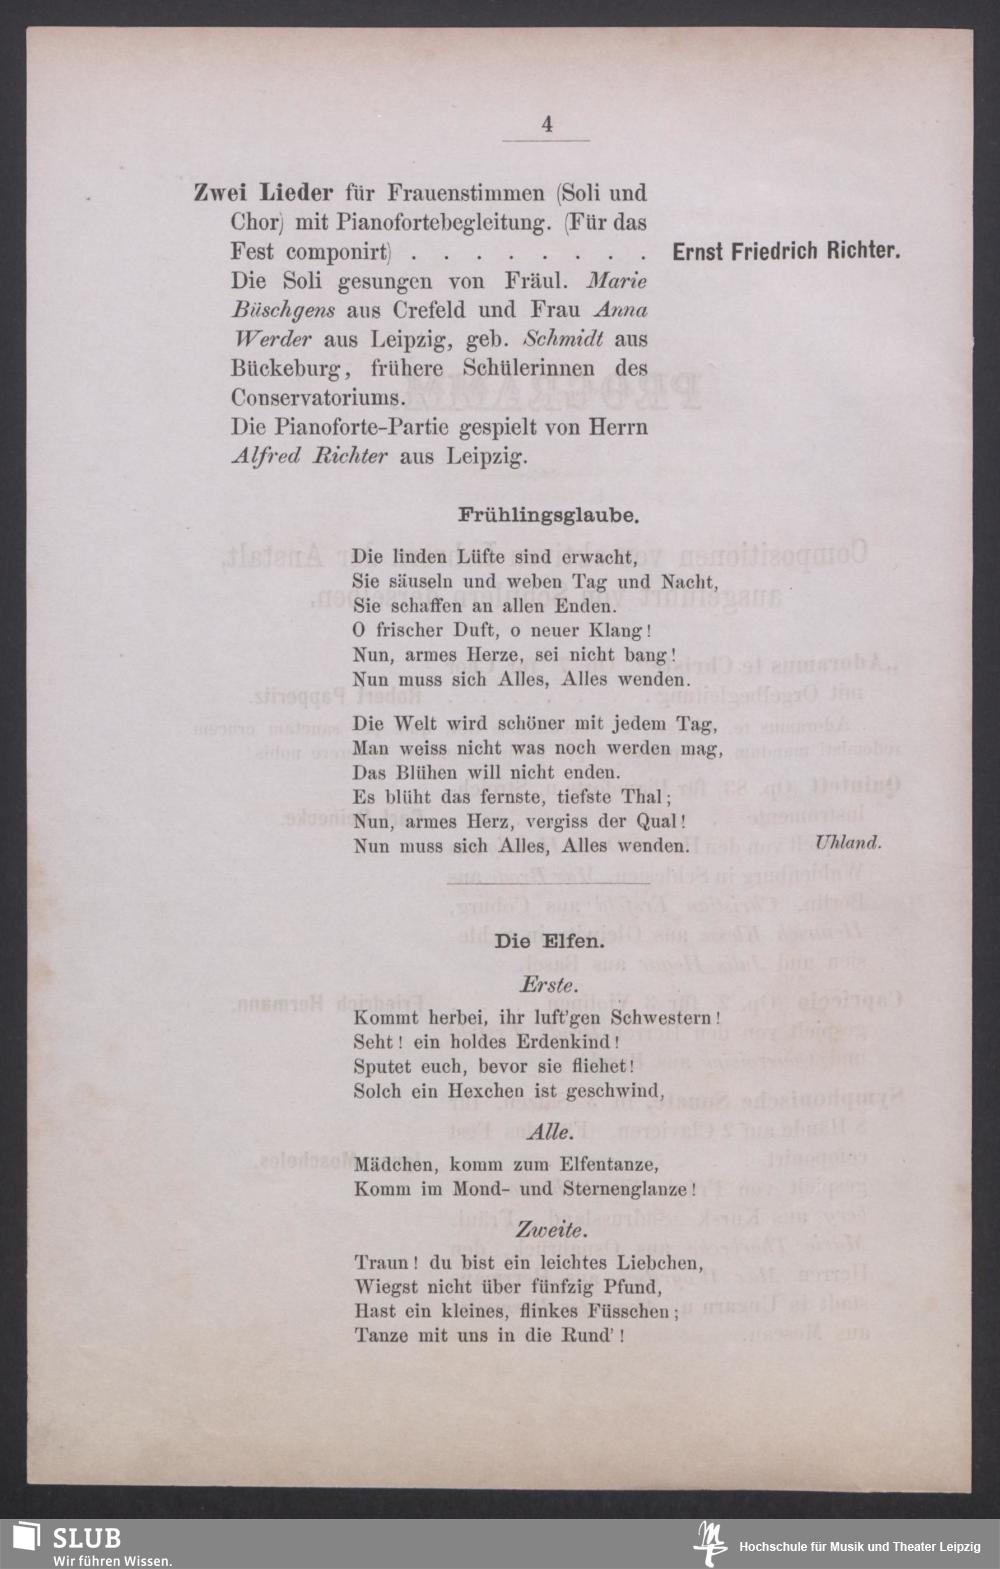 4
Zwei Lieder für Frauenstimmen (Soli und
Chor) mit Pianofortebegleitung. (Für das
Fest componirt) . . . . . . . . Ernst Friedrich Richter.
Die Soli gesungen von Fräul. Marie
Büschgens aus Crefeld und Frau Anna
Werder aus Leipzig, geb. Schmidt aus
Bückeburg, frühere Schülerinnen des
Conservatoriums.
Die Pianoforte-Partie gespielt von Herrn
Alfred Richter aus Leipzig.
Frühlingsglaube.
Die linden Lüfte sind erwacht,
Sie säuseln und weben Tag und Nacht,
Sie schaffen an allen Enden.
O frischer Duft, o neuer Klang!
Nun, armes Herze, sei nicht bang!
Nun muss sich Alles, Alles wenden.
Die Welt wird schöner mit jedem Tag,
Man weiss nicht was noch werden mag,
Das Blühen will nicht enden.
Es blüht das fernste, tiefste Thal;
Nun, armes Herz, vergiss der Qual!
Nun muss sich Alles, Alles wenden. Uhland.
Die Elfen.
Erste.
Kommt herbei, ihr luft'gen Schwestern!
Seht! ein holdes Erdenkind!
Sputet euch, bevor sie fliehet!
Solch ein Hexchen ist geschwind,
Alle.
Mädchen, komm zum Elfentanze,
Komm im Mond- und Sternenglanze!
Zweite.
Traun! du bist ein leichtes Liebchen,
Wiegst nicht über fünfzig Pfund,
Hast ein kleines, flinkes Füsschen;
Tanze mit uns in die Rund'!
SLUB
Wir führen Wissen.
Hochschule für Musik und Theater Leipzig